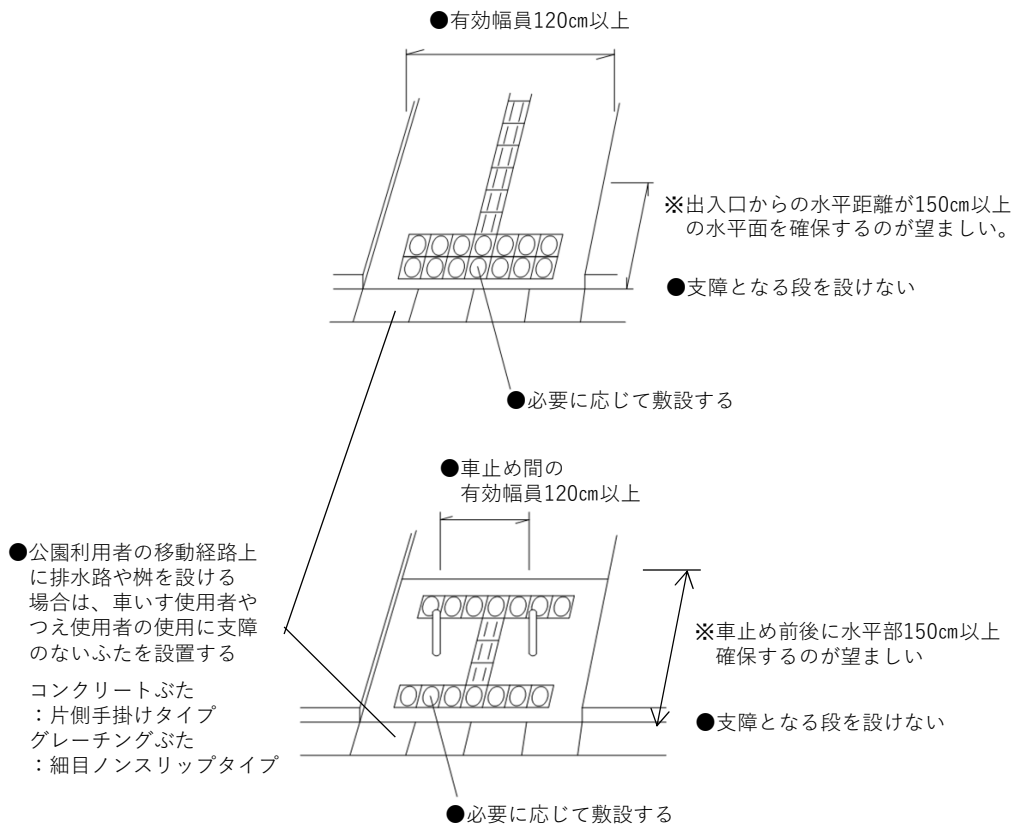 ●有効幅員120㎝以上
※出入口からの水平距離が150㎝以上
の水平面を確保するのが望ましい。
●支障となる段を設けない
●必要に応じて敷設する
●車止め間の
有効幅員120㎝以上
●公園利用者の移動経路上
に排水路や桝を設ける
場合は、車いす使用者や
つえ使用者の使用に支障
のないふたを設置する
コンクリートぶた
：片側手掛けタイプ
グレーチングぶた
：細目ノンスリップタイプ
※車止め前後に水平部150㎝以上
確保するのが望ましい
●支障となる段を設けない
●必要に応じて敷設する